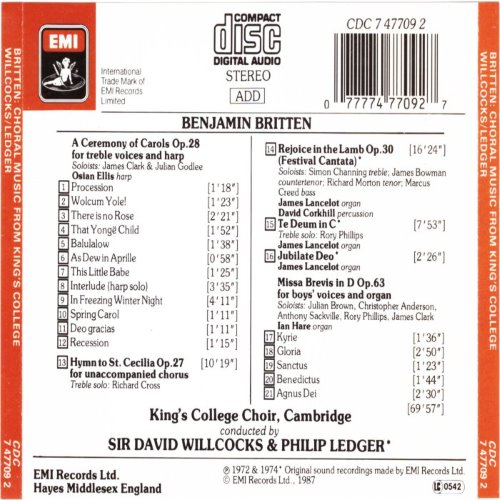 BRITTEN: CHORAL MUSIC FROM KING'S COLLEGE
WILLCOCKS/LEDGER
CDC
7 47709 2
EMI
International
Trade Mark of
EMI Records
Limited
COMPACT
disc
DIGITAL AUDIO
STEREO
ADD
CDC 7 47709 2
0 77774 77092 7
BENJAMIN BRITTEN
A Ceremony of Carols Op.28
for treble voices and harp
Soloists: James Clark & Julian Godlee
Osian Ellis harp
1 Procession [1'18"]
2 Wolcum Yole! [1'23"]
3 There is no Rose [2'21"]
4 That Yongë Child [1'52"]
5 Balulalow [1'38"]
6 As Dew in Aprille [0'58"]
7 This Little Babe [1'25"]
8 Interlude (harp solo) [3'35"]
9 In Freezing Winter Night [4'11"]
10 Spring Carol [1'11"]
11 Deo gracias [1'11"]
12 Recession [1'15"]
13 Hymn to St. Cecilia Op.27 [10'19"]
for unaccompanied chorus
Treble solo: Richard Cross
14 Rejoice in the Lamb Op.30 [16'24"]
(Festival Cantata)*
Soloists: Simon Channing treble; James Bowman
countertenor; Richard Morton tenor; Marcus
Creed bass
James Lancelot organ
David Corkhill percussion
15 Te Deum in C* [7'53"]
Treble solo: Rory Phillips
James Lancelot organ
16 Jubilate Deo* [2'26"]
James Lancelot organ
Missa Brevis in D Op.63
for boys' voices and organ
Soloists: Julian Brown, Christopher Anderson,
Anthony Sackville, Rory Phillips, James Clark
Ian Hare organ
17 Kyrie [1'36"]
18 Gloria [2'50"]
19 Sanctus [1'23"]
20 Benedictus [1'44"]
21 Agnus Dei [2'30"]
[69'57"]
King's College Choir, Cambridge
conducted by
SIR DAVID WILLCOCKS & PHILIP LEDGER*
EMI Records Ltd.
Hayes Middlesex England
℗ 1972 & 1974* Original sound recordings made by EMI Records Ltd.
© EMI Records Ltd., 1987
LC 0542
BRITTEN: CHORAL MUSIC FROM KING'S COLLEGE
WILLCOCKS/LEDGER
CDC
7 47709 2